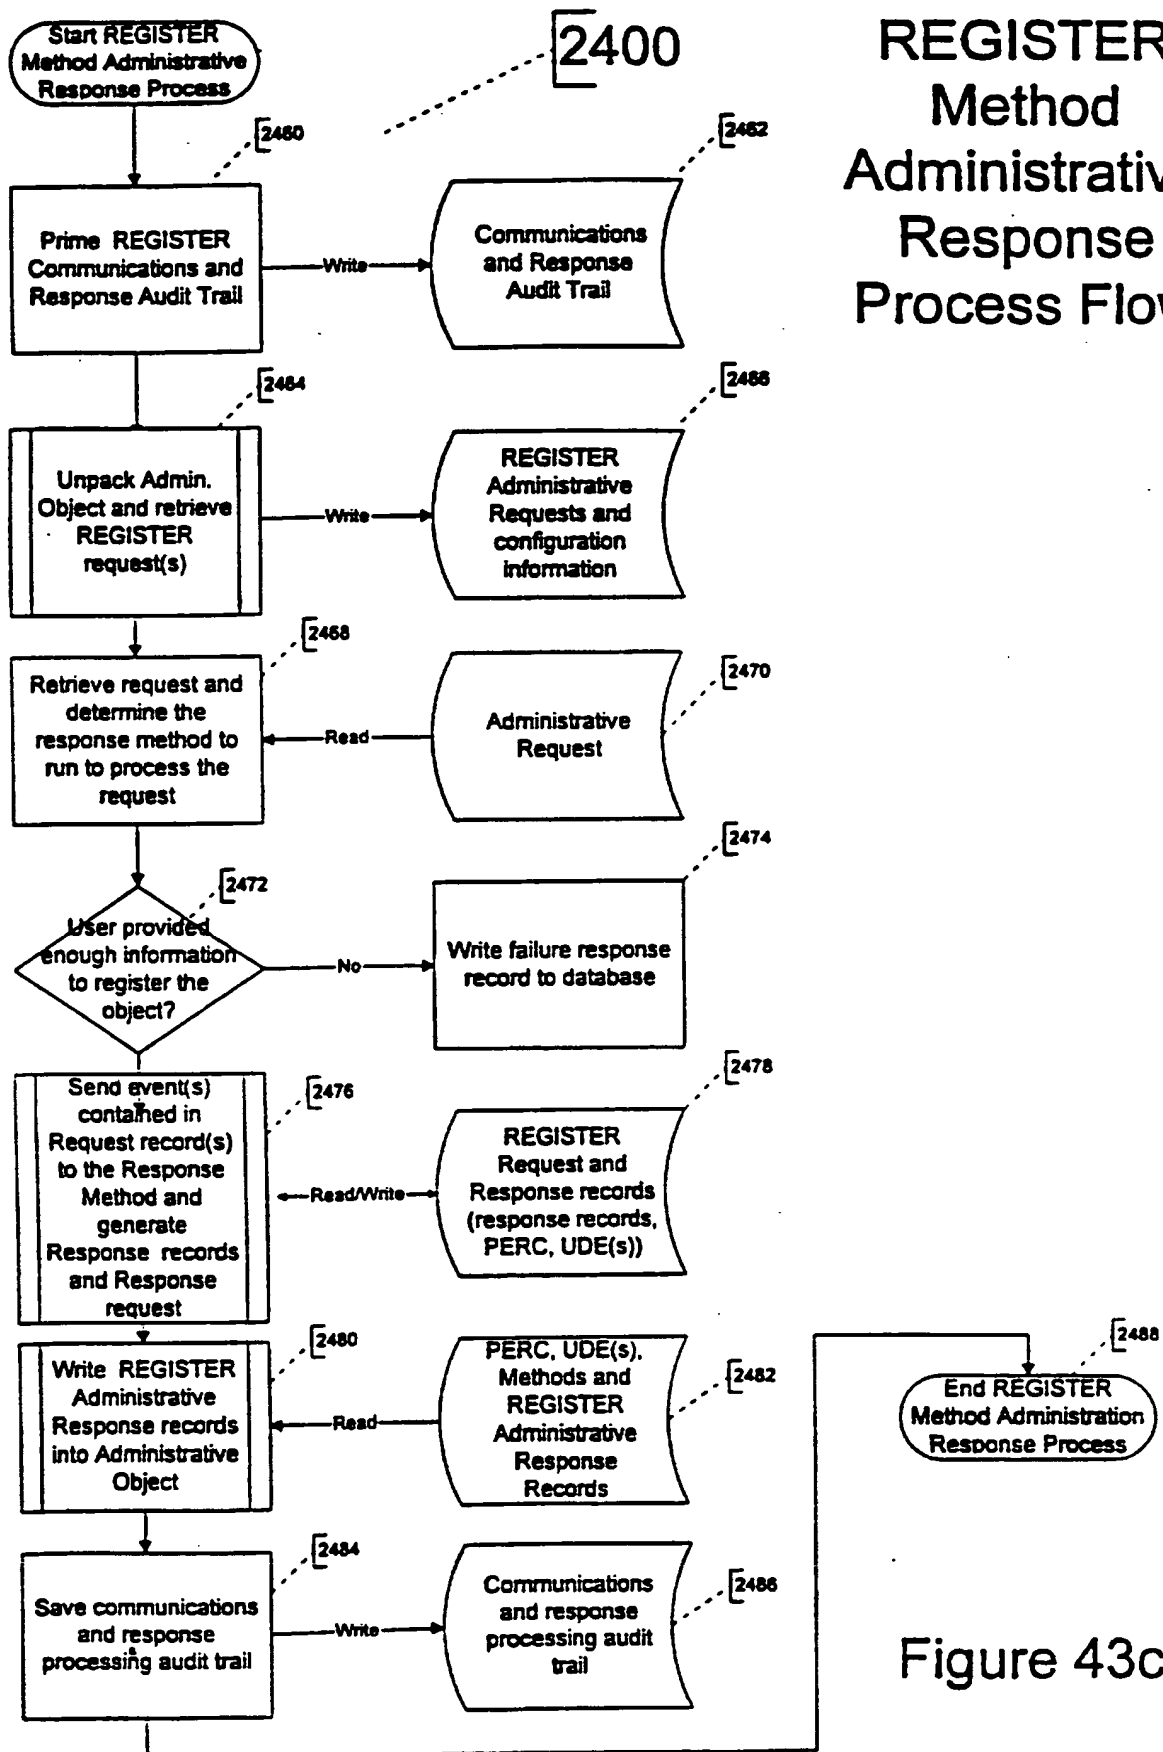 Start REGISTER
Method Administrative
Response Process
2400
REGISTER
Method
Administrativ
Response
Process Flow
2460
Prime REGISTER
Communications and
Response Audit Trail
Write
2462
Communications
and Response
Audit Trail
2464
Unpack Admin.
Object and retrieve
REGISTER
request(s)
Write
2466
REGISTER
Administrative
Requests and
configuration
information
2468
Retrieve request and
determine the
response method to
run to process the
request
Read
2470
Administrative
Request
2472
User provided
enough information
to register the
object?
No
2474
Write failure response
record to database
2476
Send event(s)
contained in
Request record(s)
to the Response
Method and
generate
Response records
and Response
request
Read/Write
2478
REGISTER
Request and
Response records
(response records,
PERC, UDE(s))
2480
Write REGISTER
Administrative
Response records
into Administrative
Object
Read
2482
PERC, UDE(s),
Methods and
REGISTER
Administrative
Response
Records
2484
Save communications
and response
processing audit trail
Write
2486
Communications
and response
processing audit
trail
2488
End REGISTER
Method Administration
Response Process
Figure 43c